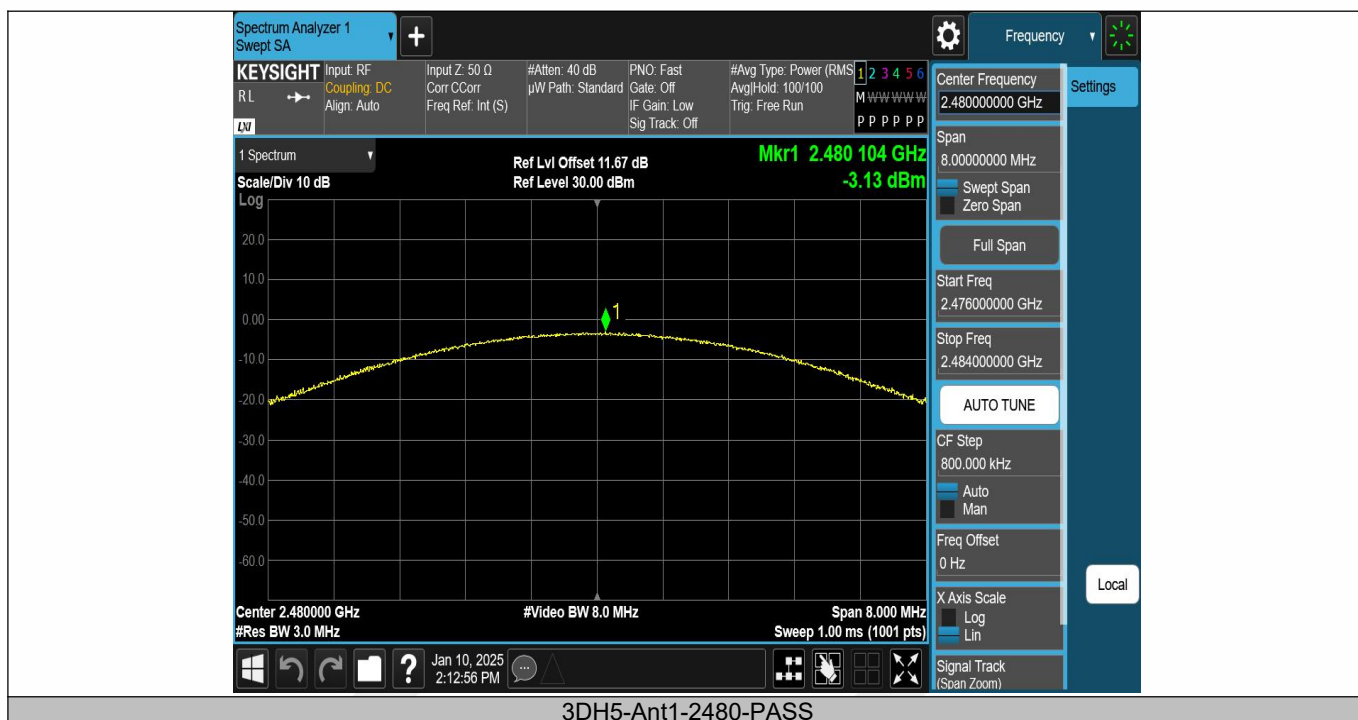 Spectrum Analyzer 1
Swept SA
+
Frequency
KEYSIGHT
RL
LXI
Input: RF
Coupling: DC
Align: Auto
Input Z: 50 Ω
Corr CCorr
Freq Ref: Int (S)
#Atten: 40 dB
µW Path: Standard
PNO: Fast
Gate: Off
IF Gain: Low
Sig Track: Off
#Avg Type: Power (RMS
Avg|Hold: 100/100
Trig: Free Run
1 2 3 4 5 6
M W W W W W
P P P P P P
1 Spectrum
Scale/Div 10 dB
Log
Ref Lvl Offset 11.67 dB
Ref Level 30.00 dBm
Mkr1 2.480 104 GHz
-3.13 dBm
20.0
10.0
0.00
-10.0
-20.0
-30.0
-40.0
-50.0
-60.0
1
Center 2.480000 GHz
#Res BW 3.0 MHz
#Video BW 8.0 MHz
Span 8.000 MHz
Sweep 1.00 ms (1001 pts)
Center Frequency
2.480000000 GHz
Settings
Span
8.00000000 MHz
Swept Span
Zero Span
Full Span
Start Freq
2.476000000 GHz
Stop Freq
2.484000000 GHz
AUTO TUNE
CF Step
800.000 kHz
Auto
Man
Freq Offset
0 Hz
X Axis Scale
Log
Lin
Signal Track
(Span Zoom)
Local
?
Jan 10, 2025
2:12:56 PM
3DH5-Ant1-2480-PASS